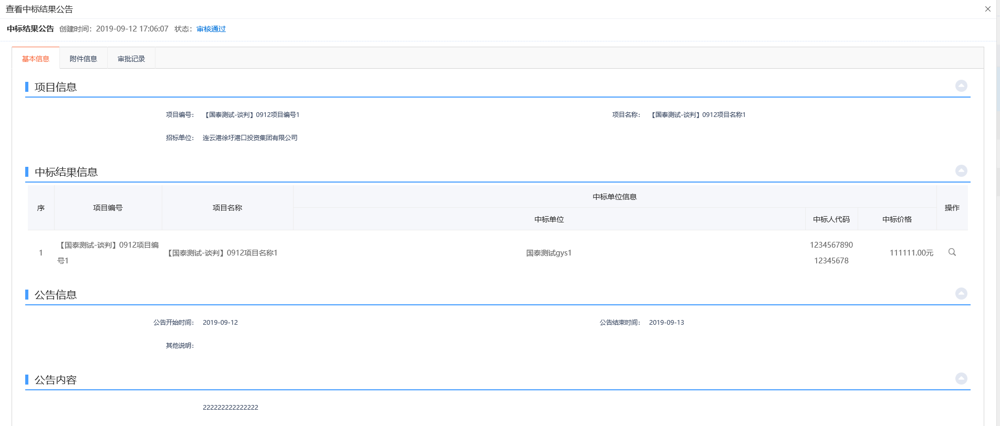 查看中标结果公告
中标结果公告 创建时间：2019-09-12 17:06:07 状态：审核通过
基本信息 附件信息 审批记录
项目信息
项目编号：【国泰测试-谈判】0912项目编号1 项目名称：【国泰测试-谈判】0912项目名称1
招标单位：连云港徐圩港口投资集团有限公司
中标结果信息
序 项目编号 项目名称 中标单位信息 操作
中标单位 中标人代码 中标价格
1 【国泰测试-谈判】0912项目编
号1
【国泰测试-谈判】0912项目名称1 国泰测试gys1 1234567890
12345678
111111.00元
公告信息
公告开始时间：2019-09-12 公告结束时间：2019-09-13
其他说明：
公告内容
222222222222222